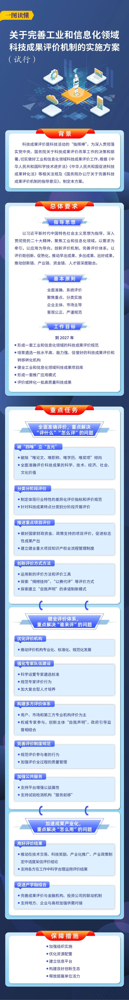 一图读懂
关于完善工业和信息化领域
科技成果评价机制的实施方案
（试行）
背景
科技成果评价是科技活动的“指挥棒”。为深入贯彻落
实党中央、国务院关于科技成果评价改革工作的决策和部
署，切实做好工业和信息化领域科技成果评价工作，根据《中
华人民共和国科学技术进步法》《中华人民共和国促进科技
成果转化法》等相关法规及《国务院办公厅关于完善科技
成果评价机制的指导意见》，制定本方案。
总体要求
指导思想
以习近平新时代中国特色社会主义思想为指导，深入
贯彻党的二十大精神，聚焦工业和信息化领域，以需求为
牵引，以应用为导向，创新评价机制，完善评价体系，以
评价助创新、促熟化，推动早出成果、多出成果、出好成果，
推动创新链、产业链、资金链、人才链深度融合。
基本原则
全面准确、系统评价
聚焦重点、分类实施
企业主体、市场主导
客观公正、严谨规范
工作目标
到 2027 年
●形成一套工业和信息化领域的科技成果评价规范
●培育遴选一批水平高、能力强、信誉好的科技成果评价和
转移转化机构
●健全工业和信息化领域科技成果项目库
●形成一套推广应用模式
●评价或转化一批高质量科技成果
重点任务
全面准确评价，重点解决
“评什么”“怎么评”的问题
破“四唯”立“五元”
●破除“唯论文、唯职称、唯学历、唯奖项”倾向
●全面准确评价科技成果的科学、技术、经济、社会、
文化价值
分类分阶段评价
●制定体现行业特性的差异化评价指标和评价规范
●针对科技成果特点分类别分阶段开展评价
推进重点项目评价
●做好国家财政资金、政策支持的项目评价，促进标志
性成果产出
●建立健全重大项目知识产权全流程管理制度
创新评价方式方法
●运用新的评价方法和评价工具
●探索“揭榜挂帅”、“以赛代评”等评价方式
●探索建立“自我声明”的承诺制新模式
健全评价体系，
重点解决“谁来评”的问题
优化评价机构
●推动评价机构专业化、标准化、规范化发展
强化专家队伍建设
●科学设置专家遴选标准
●规范专家评价行为
●加大复合型人才培养
构建多方评价体系
●用户、市场和第三方专业机构评价为主
●权威专家参与，创新主体“自我声明”，政府引导监
督相结合
完善评价制度规范
●规范评价参与者的行为
●加强评价全过程的质量管理
加强公共服务
●支持平台增强公益属性
●支持试验检测机构“服务前移”
加速成果产业化，
重点解决“怎么用”的问题
用好评价结果
●推动在技术交易、科技奖励、产业化推广、产业政策制
定中适度采信评价结论
●支持各方在工作中科学合理运用评价结果
促进产学融结合
●完善成果评价与金融机构、投资公司的联动机制
●支持地方、企业与高校加强供需对接
保障措施
●加强组织实施
●优化资源配置
●建立信息平台
●构建良好创新生态
●释放部属单位活力